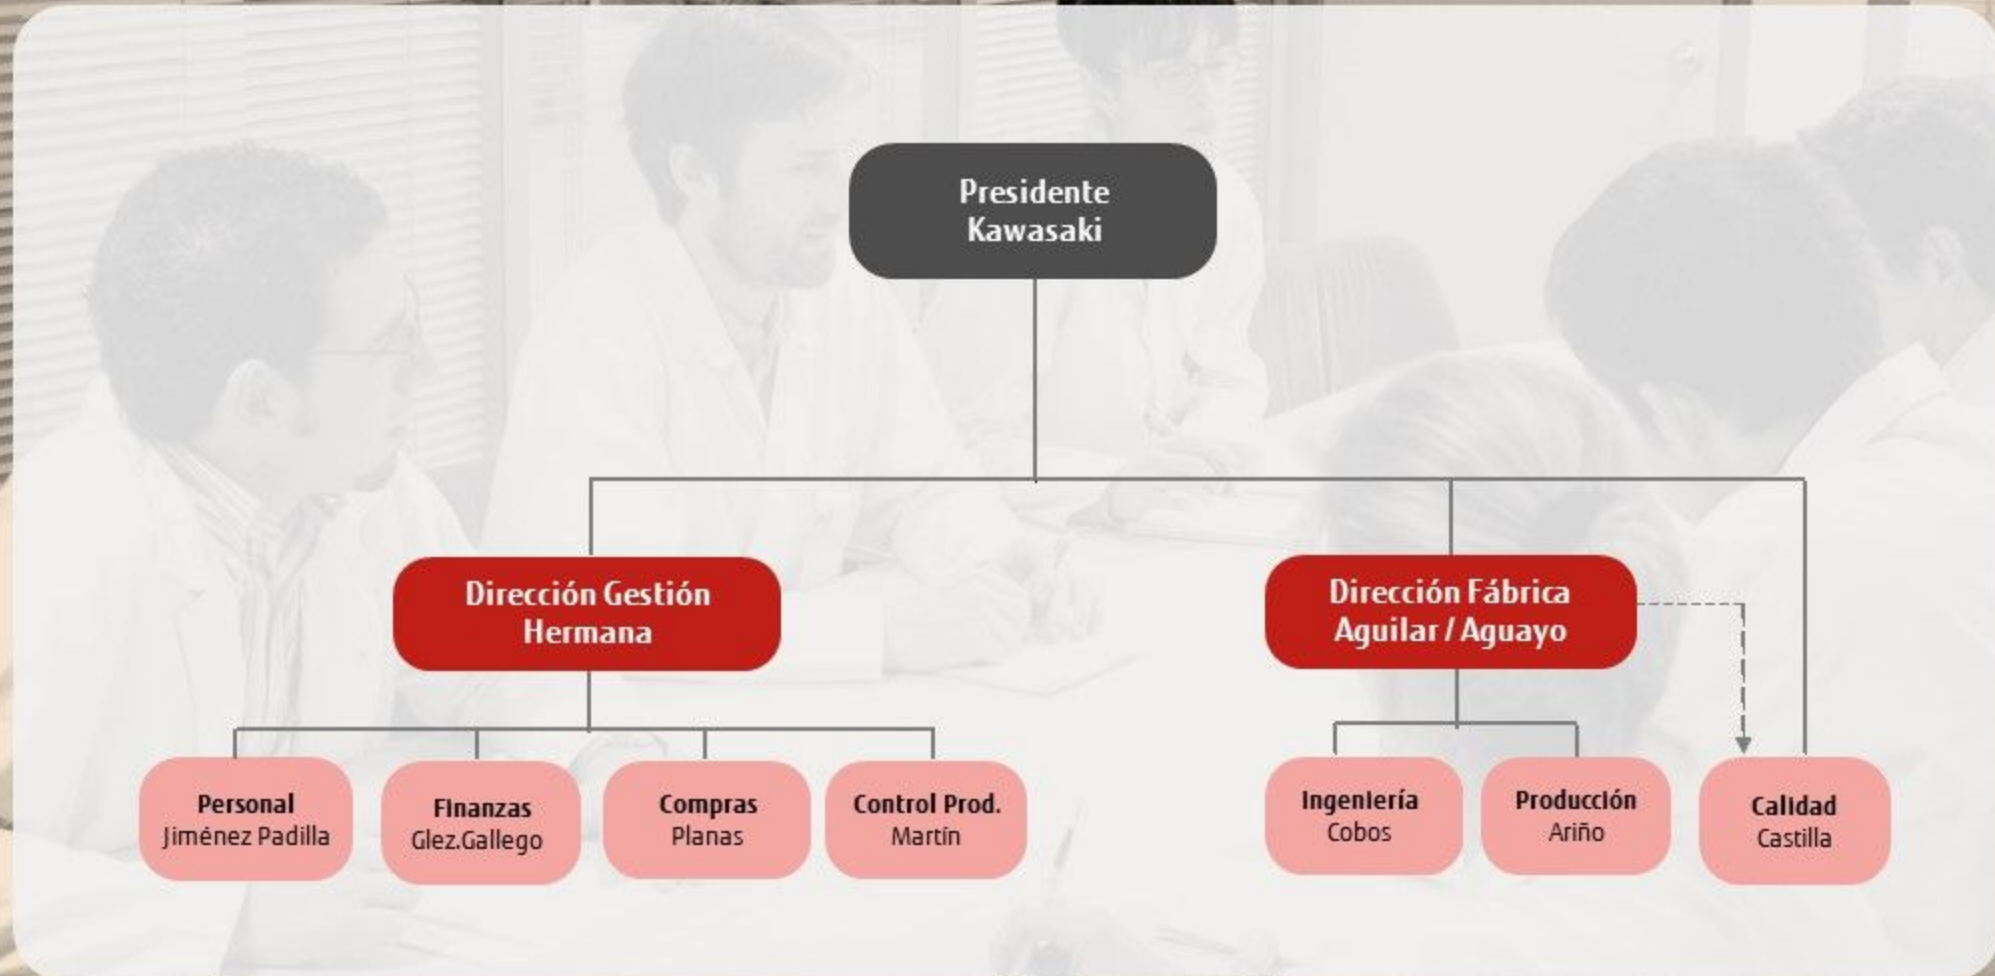 Presidente
Kawasaki
Dirección Gestión
Hermana
Dirección Fábrica
Aguilar / Aguayo
Personal
Jiménez Padilla
Finanzas
Glez.Gallego
Compras
Planas
Control Prod.
Martín
Ingeniería
Cobos
Producción
Ariño
Calidad
Castilla